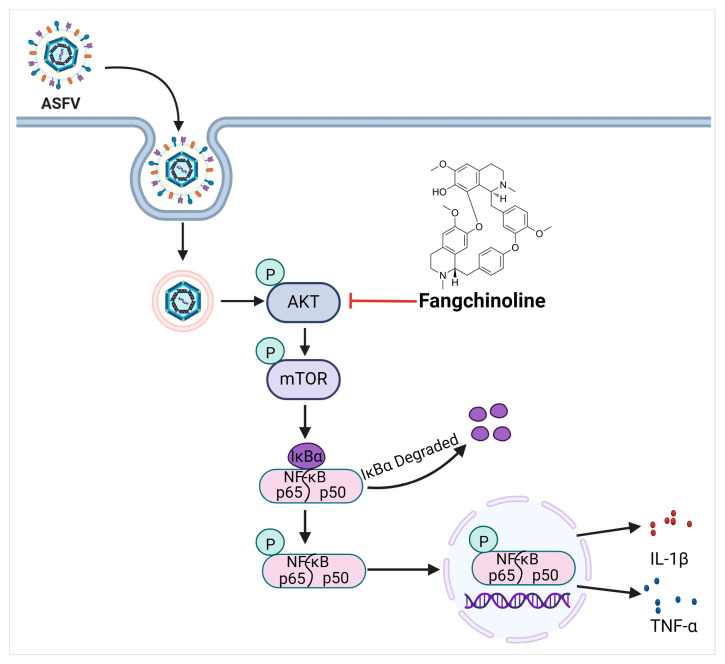 ASFV
O
N
HO
H
O
O
O
O
N
H
P
AKT
Fangchinoline
P
mTOR
IκBα
NF-κB
p65 p50
IκBα Degraded
P
NF-κB
p65 p50
P
NF-κB
p65 p50
IL-1β
TNF-α